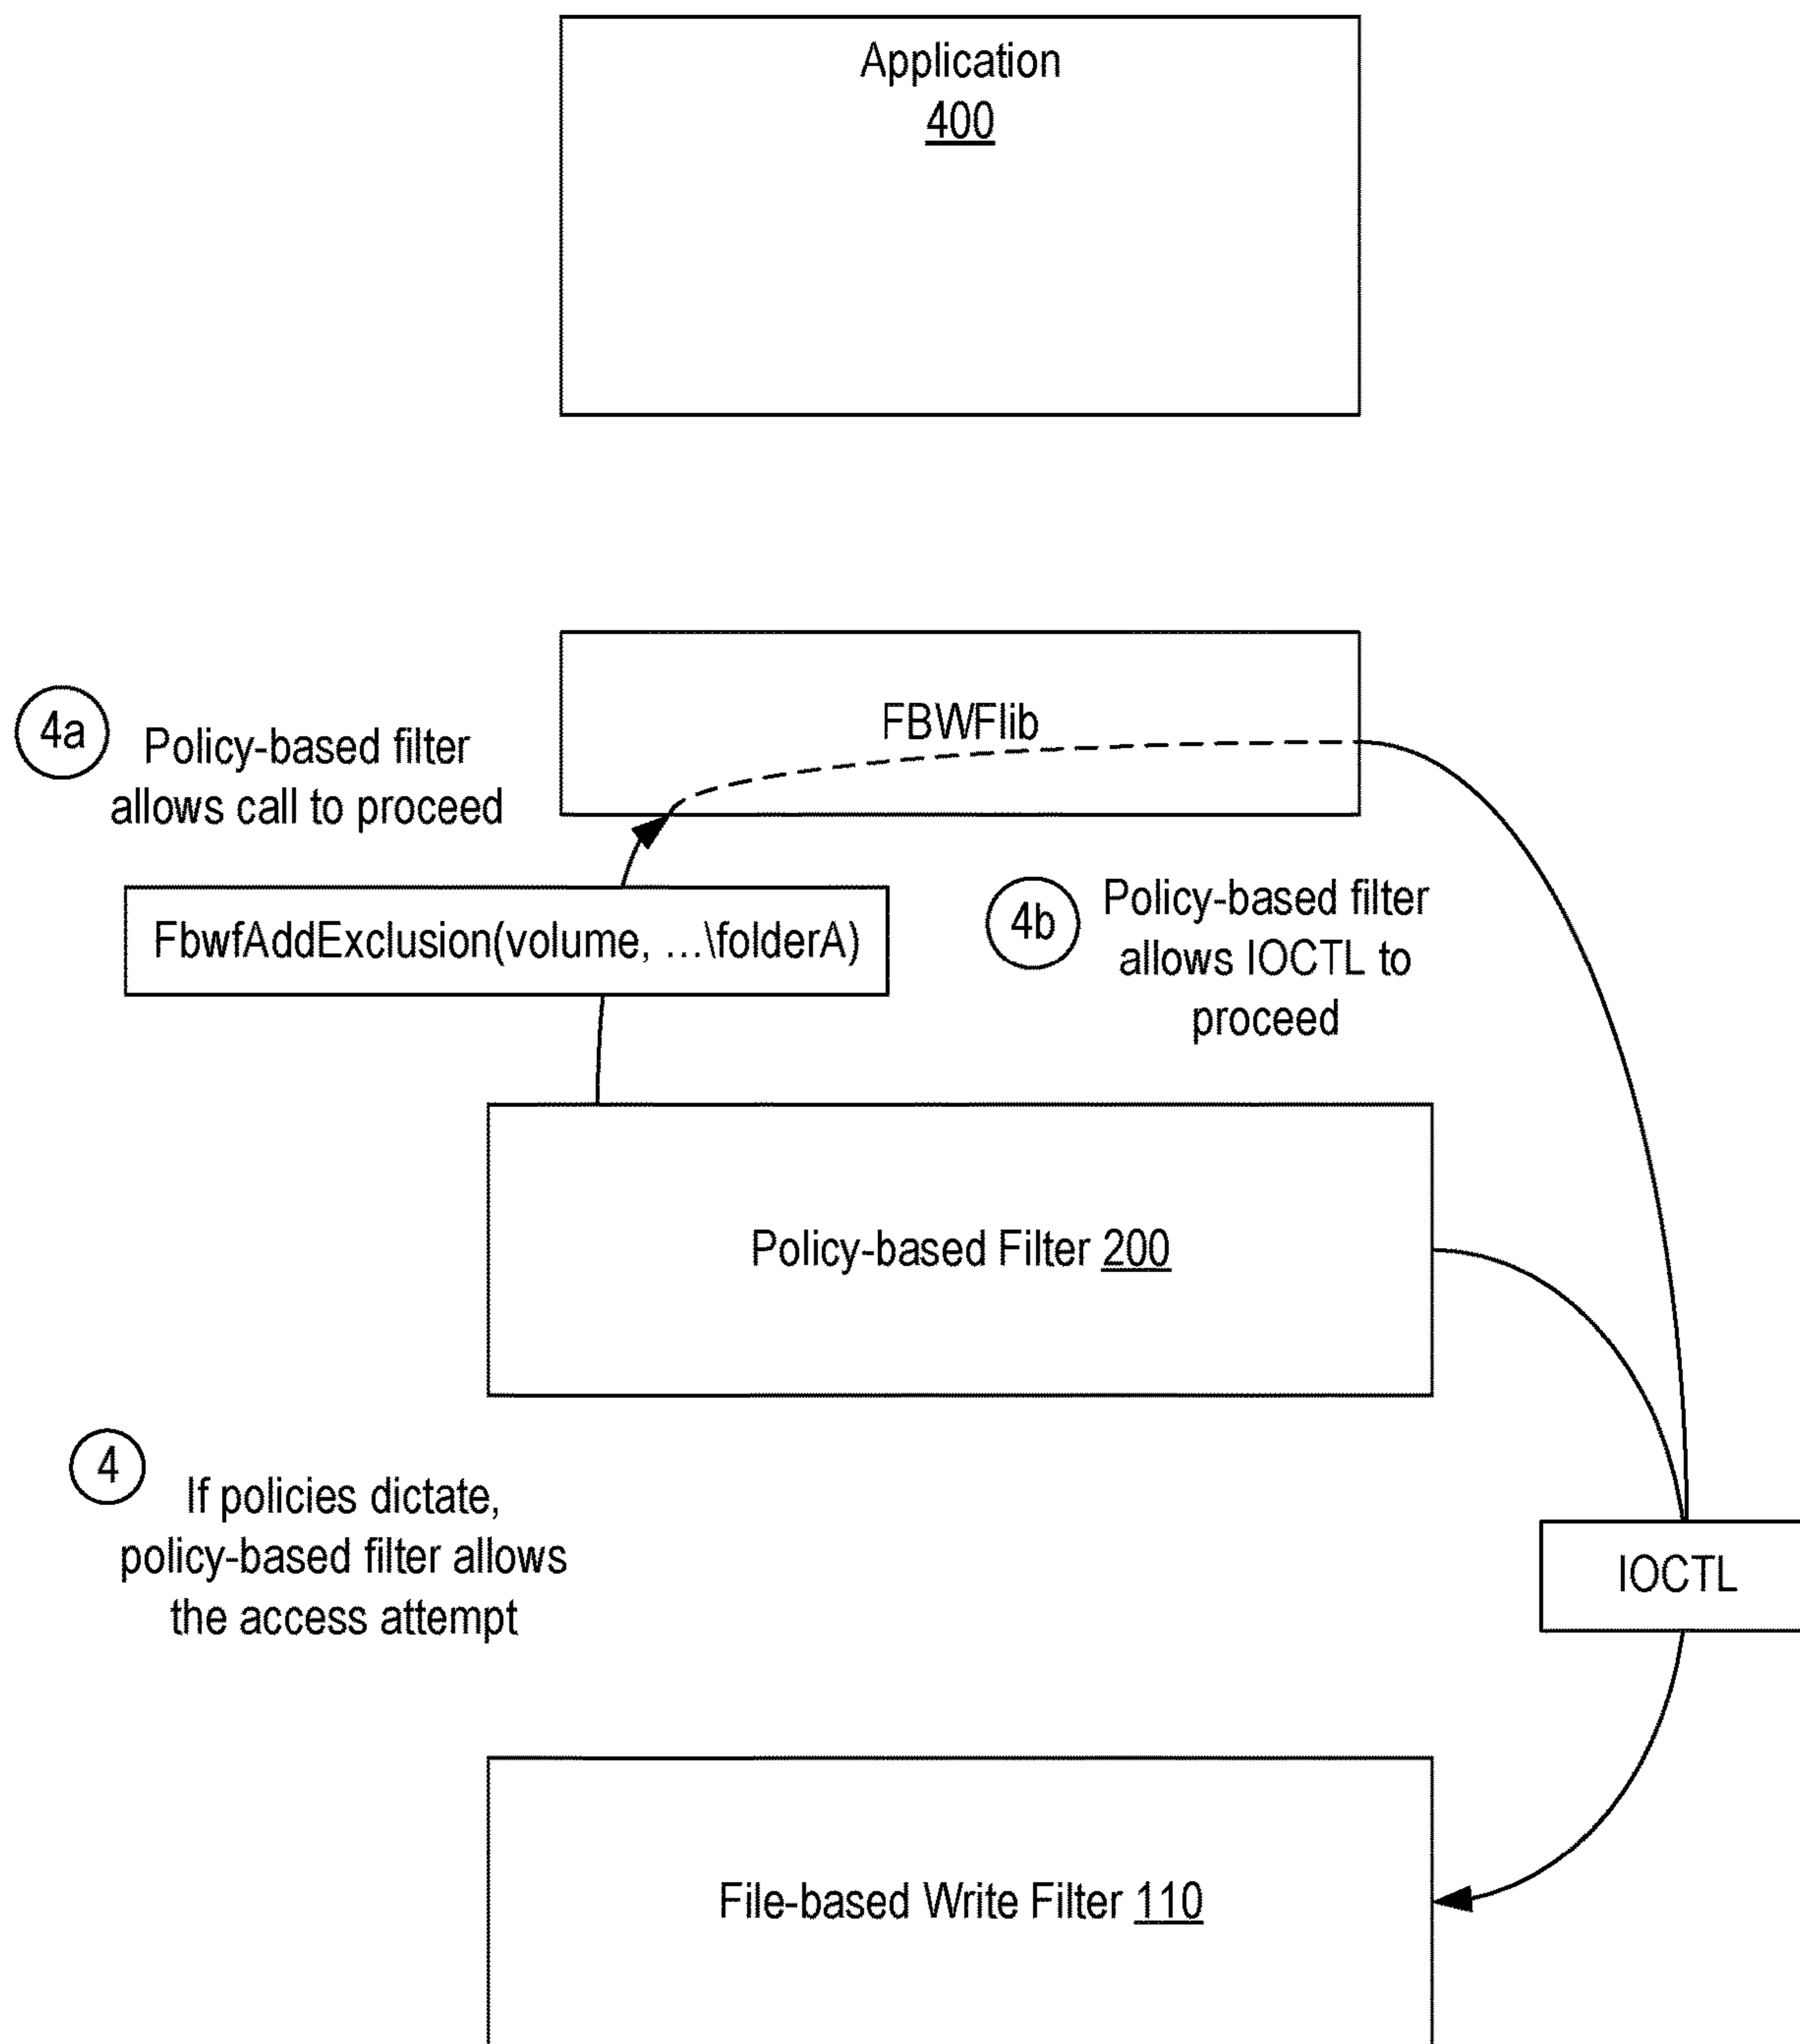 Application
400
FBWFlib
4a
Policy-based filter
allows call to proceed
FbwfAddExclusion(volume, ...\folderA)
4b
Policy-based filter
allows IOCTL to
proceed
Policy-based Filter 200
4
If policies dictate,
policy-based filter allows
the access attempt
IOCTL
File-based Write Filter 110